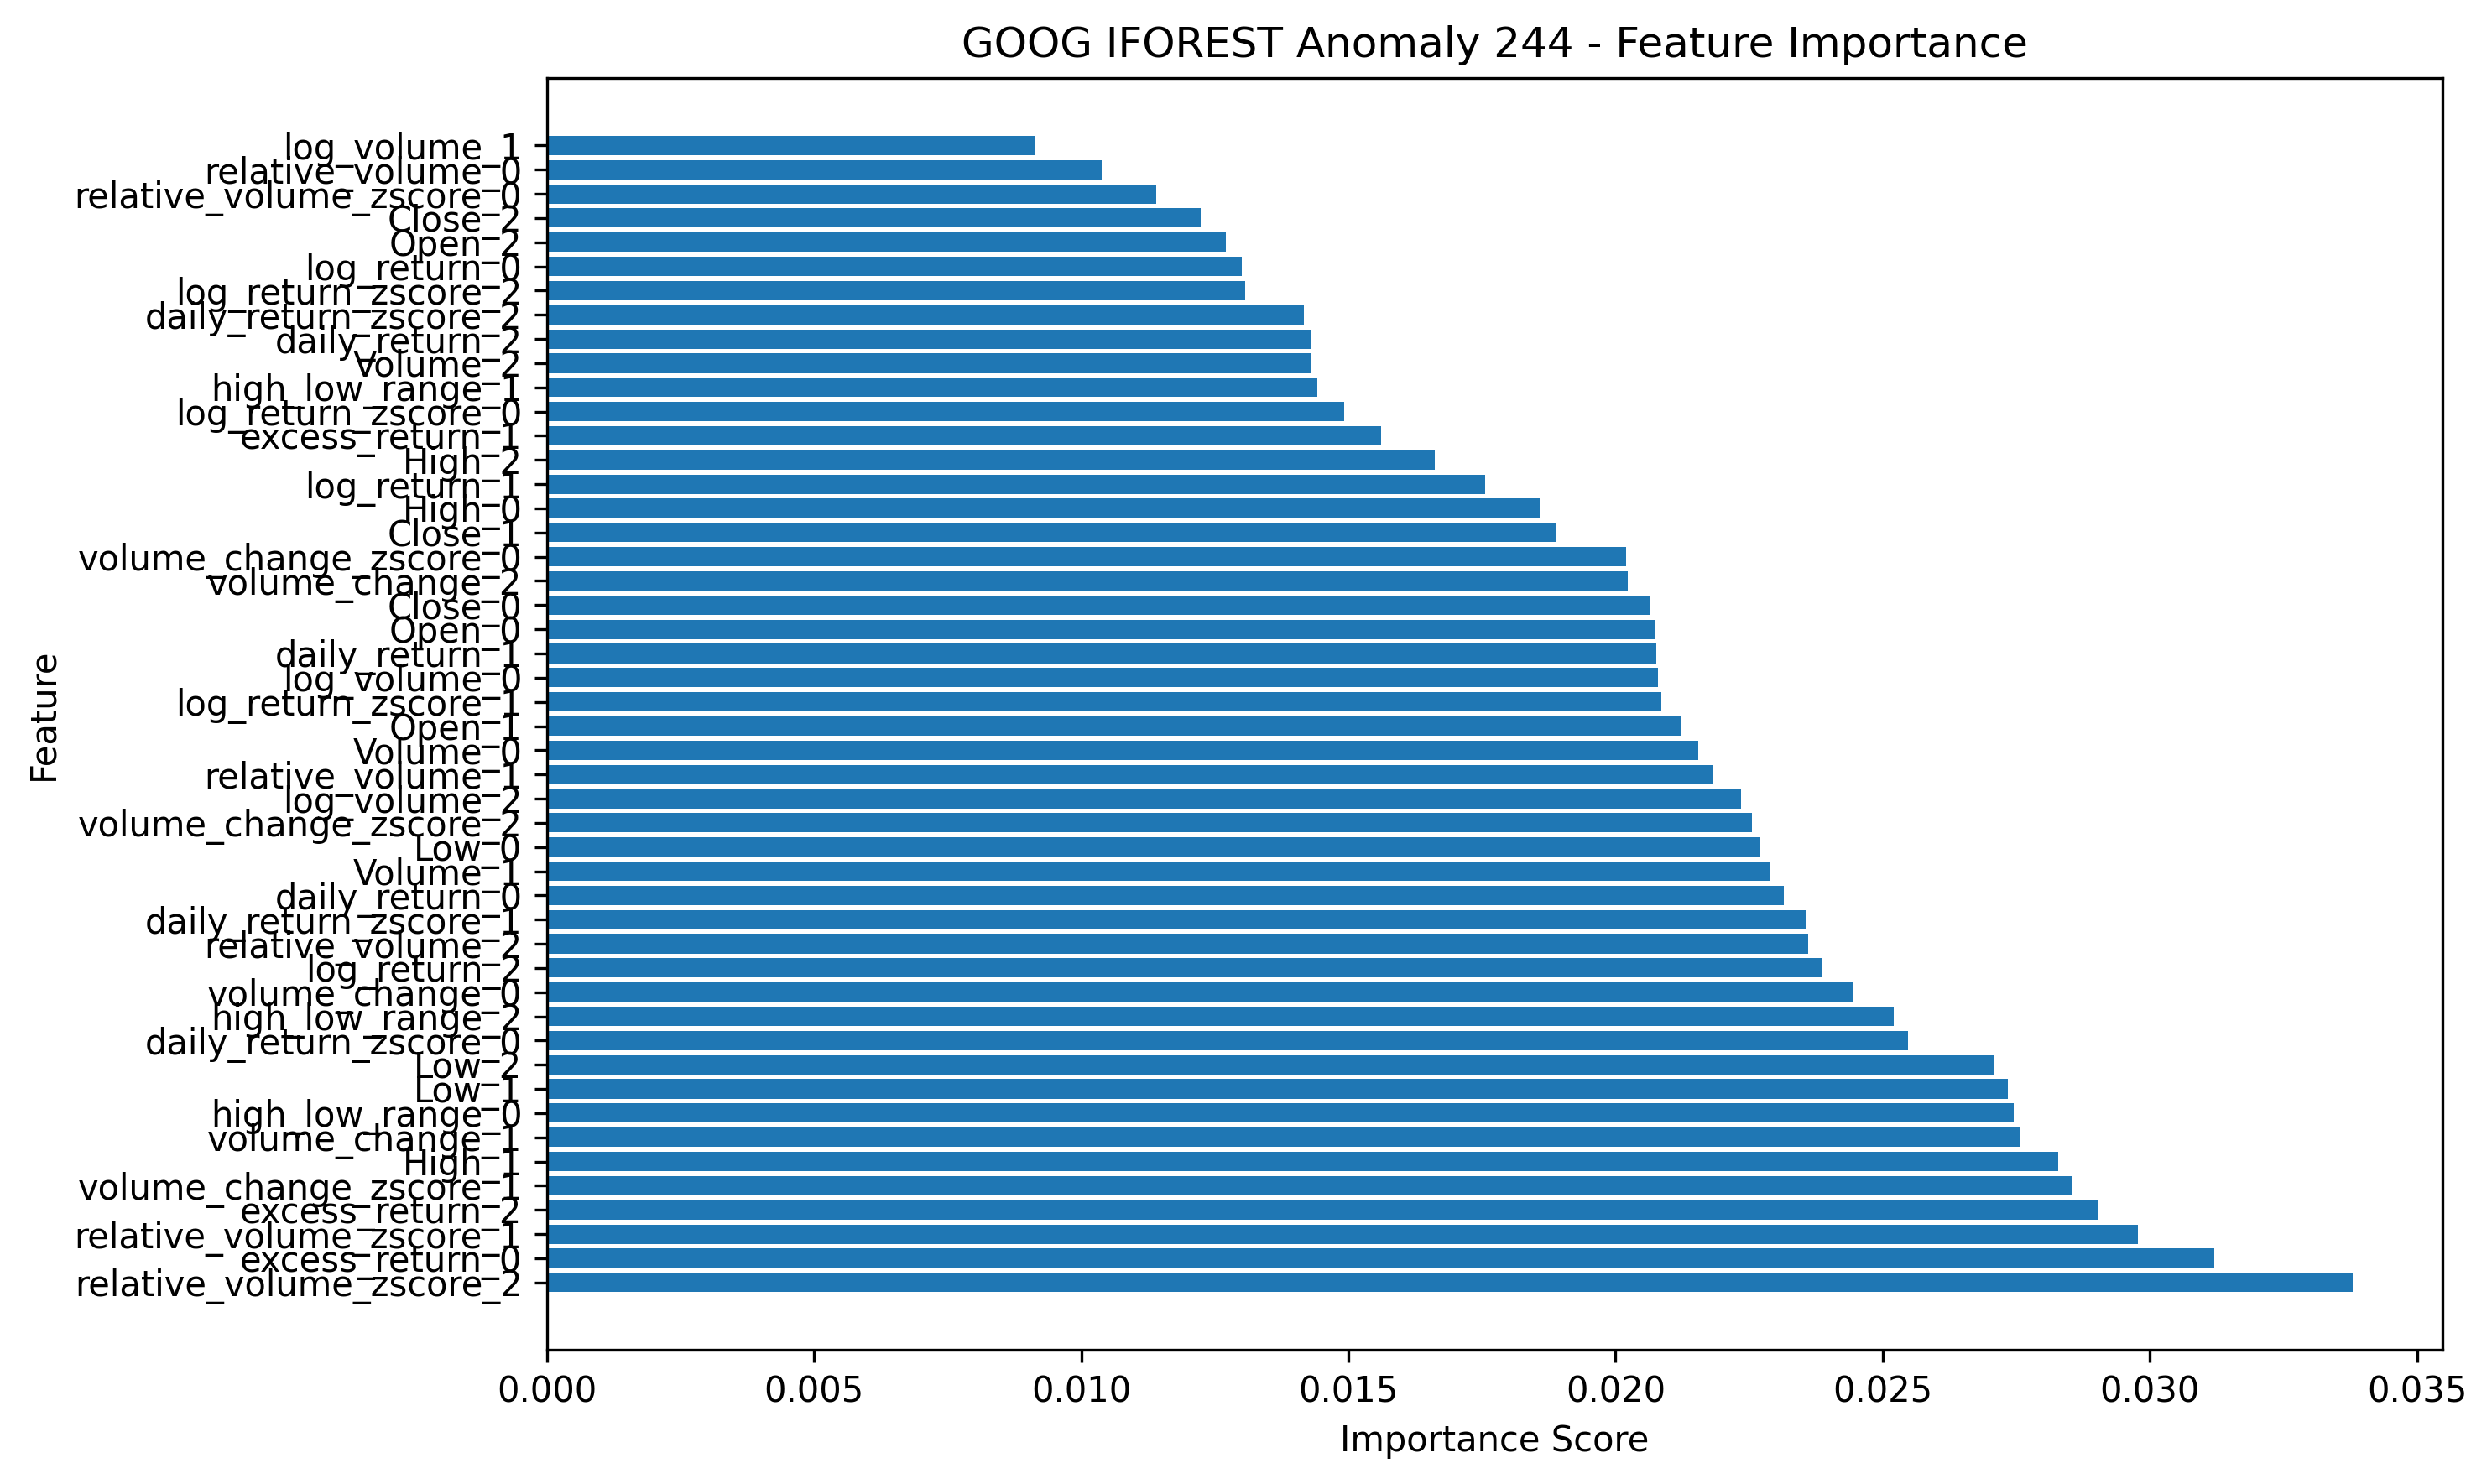 GOOG IFOREST Anomaly 244 - Feature Importance
log_volume_1
relative_volume_0
relative_volume_zscore_0
Close_2
Open_2
log_return_0
log_return_zscore_2
daily_return_zscore_2
daily_return_2
Volume_2
high_low_range_1
log_return_zscore_0
excess_return_1
High_2
log_return_1
High_0
Close_1
volume_change_zscore_0
volume_change_2
Close_0
Open_0
daily_return_1
log_volume_0
log_return_zscore_1
Open_1
Volume_0
relative_volume_1
log_volume_2
volume_change_zscore_2
Low_0
Volume_1
daily_return_0
daily_return_zscore_1
relative_volume_2
log_return_2
volume_change_0
high_low_range_2
daily_return_zscore_0
Low_2
Low_1
high_low_range_0
volume_change_1
High_1
volume_change_zscore_1
excess_return_2
relative_volume_zscore_1
excess_return_0
relative_volume_zscore_2
Feature
0.000 0.005 0.010 0.015 0.020 0.025 0.030 0.035
Importance Score